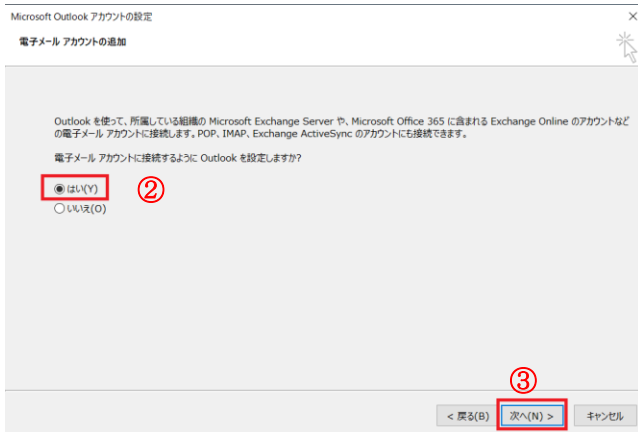 Microsoft Outlook アカウントの設定
電子メール アカウントの追加
Outlook を使って、所属している組織の Microsoft Exchange Server や、Microsoft Office 365 に含まれる Exchange Online のアカウントなど
の電子メール アカウントに接続します。POP、IMAP、Exchange ActiveSync のアカウントにも接続できます。
電子メール アカウントに接続するように Outlook を設定しますか?
はい(Y)
②
いいえ(O)
③
< 戻る(B) 次へ(N) > キャンセル